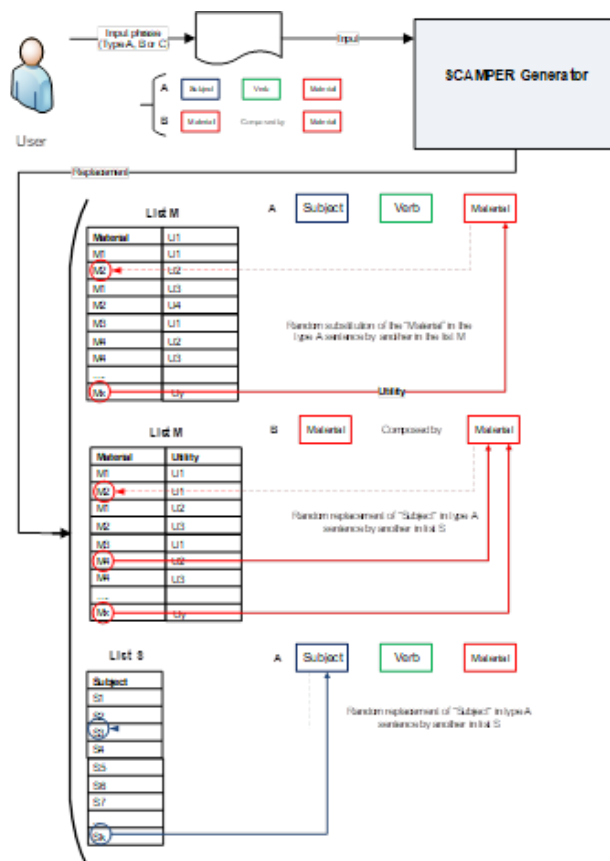 Input phrase
(Type A, B or C)
Input
SCAMPER Generator
User
A Subject Verb Material
B Material Composed by Material
Replacement
List M
Material U1
M1 U1
M2 U2
M1 U3
M2 U4
M3 U1
M4 U2
M4 U3
....
Mk Uy
A Subject Verb Material
Random substitution of the "Material" in the
type A sentence by another in the list M
Utility
List M
Material Utility
M1 U1
M2 U1
M1 U2
M2 U3
M3 U1
M4 U2
M4 U3
....
Mk Uy
B Material Composed by Material
Random replacement of "Subject" in type A
sentence by another in list S
List S
Subject
S1
S2
S3
S4
S5
S6
S7
...
Sk
A Subject Verb Material
Random replacement of "Subject" in type A
sentence by another in list S